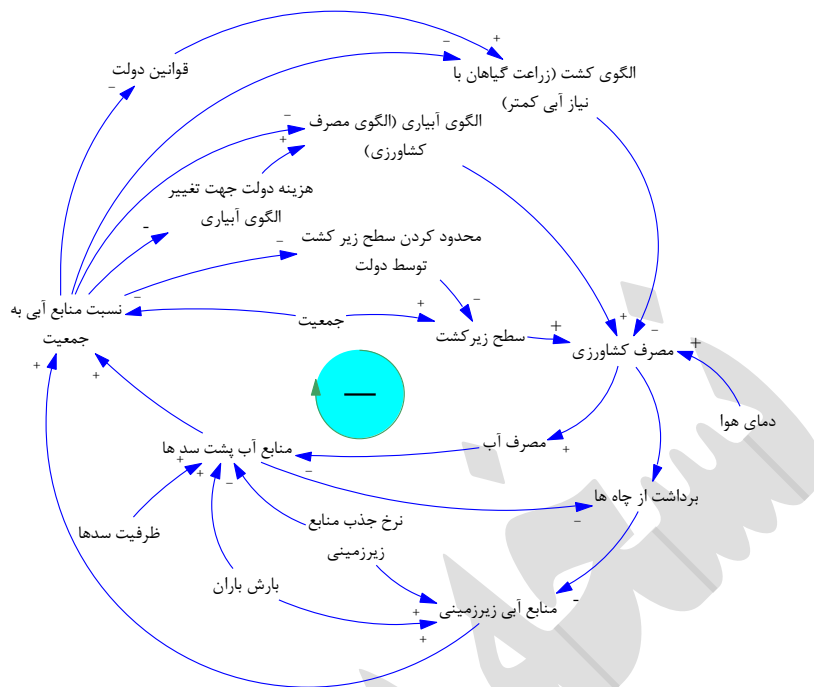 قوانین دولت
الگوی کشت (زراعت گیاهان با
نیاز آبی کمتر)
الگوی آبیاری (الگوی مصرف
کشاورزی)
هزینه دولت جهت تغییر
الگوی آبیاری
محدود کردن سطح زیر کشت
توسط دولت
نسبت منابع آبی به
جمعیت
جمعیت
سطح زیرکشت
مصرف کشاورزی
دمای هوا
مصرف آب
منابع آب پشت سد ها
برداشت از چاه ها
ظرفیت سدها
نرخ جذب منابع
زیرزمینی
بارش باران
منابع آبی زیرزمینی